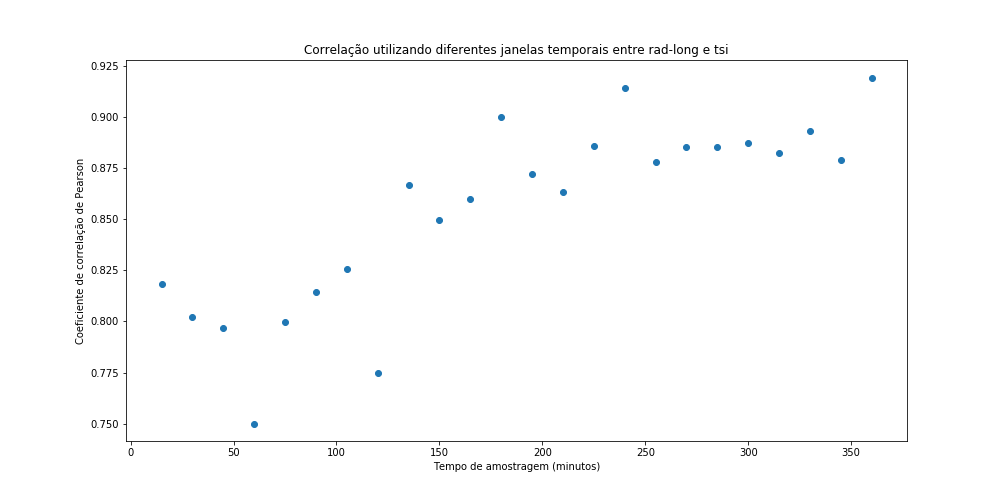 Correlação utilizando diferentes janelas temporais entre rad-long e tsi
0.925
0.900
0.875
0.850
0.825
0.800
0.775
0.750
Coeficiente de correlação de Pearson
0 50 100 150 200 250 300 350
Tempo de amostragem (minutos)